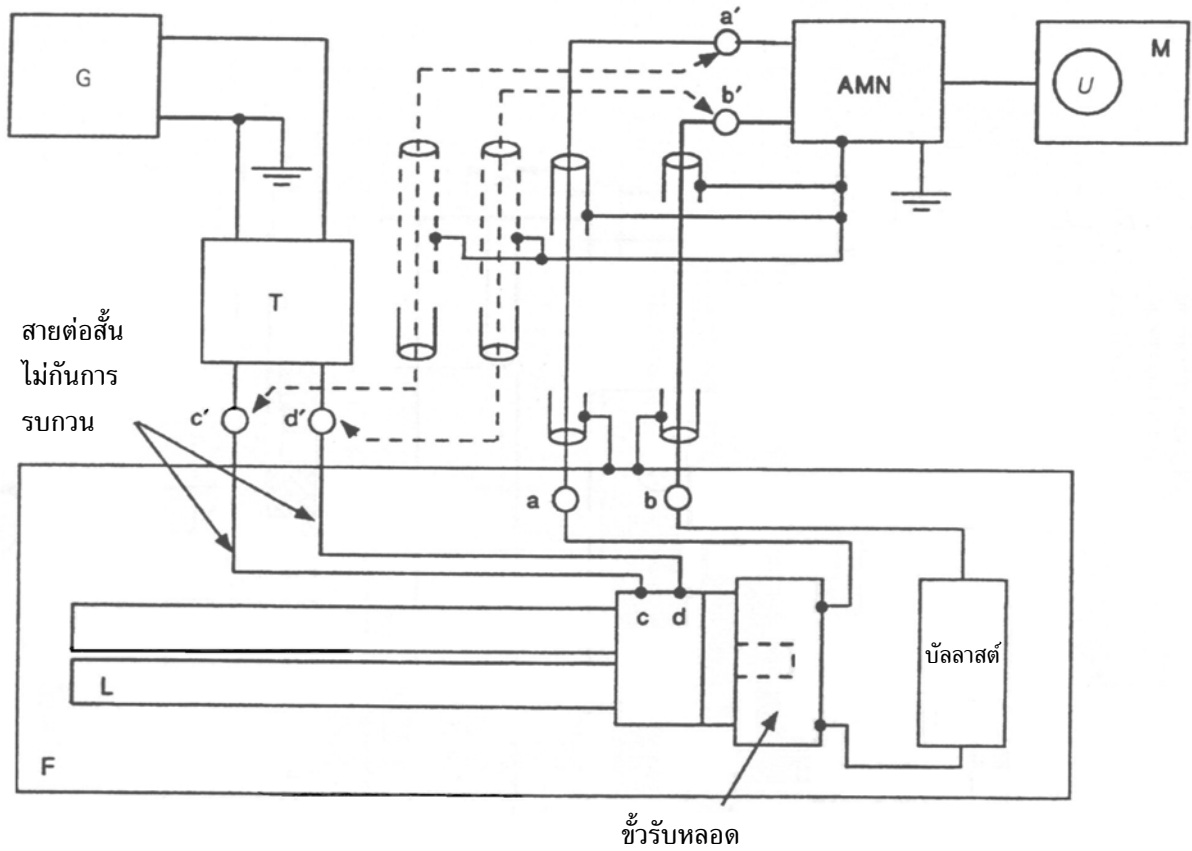 G
a′
AMN
M
U
b′
T
สายต่อสั้น
ไม่กันการ
รบกวน
c′
d′
a
b
c
d
บัลลาสต์
L
F
ขั้วรับหลอด